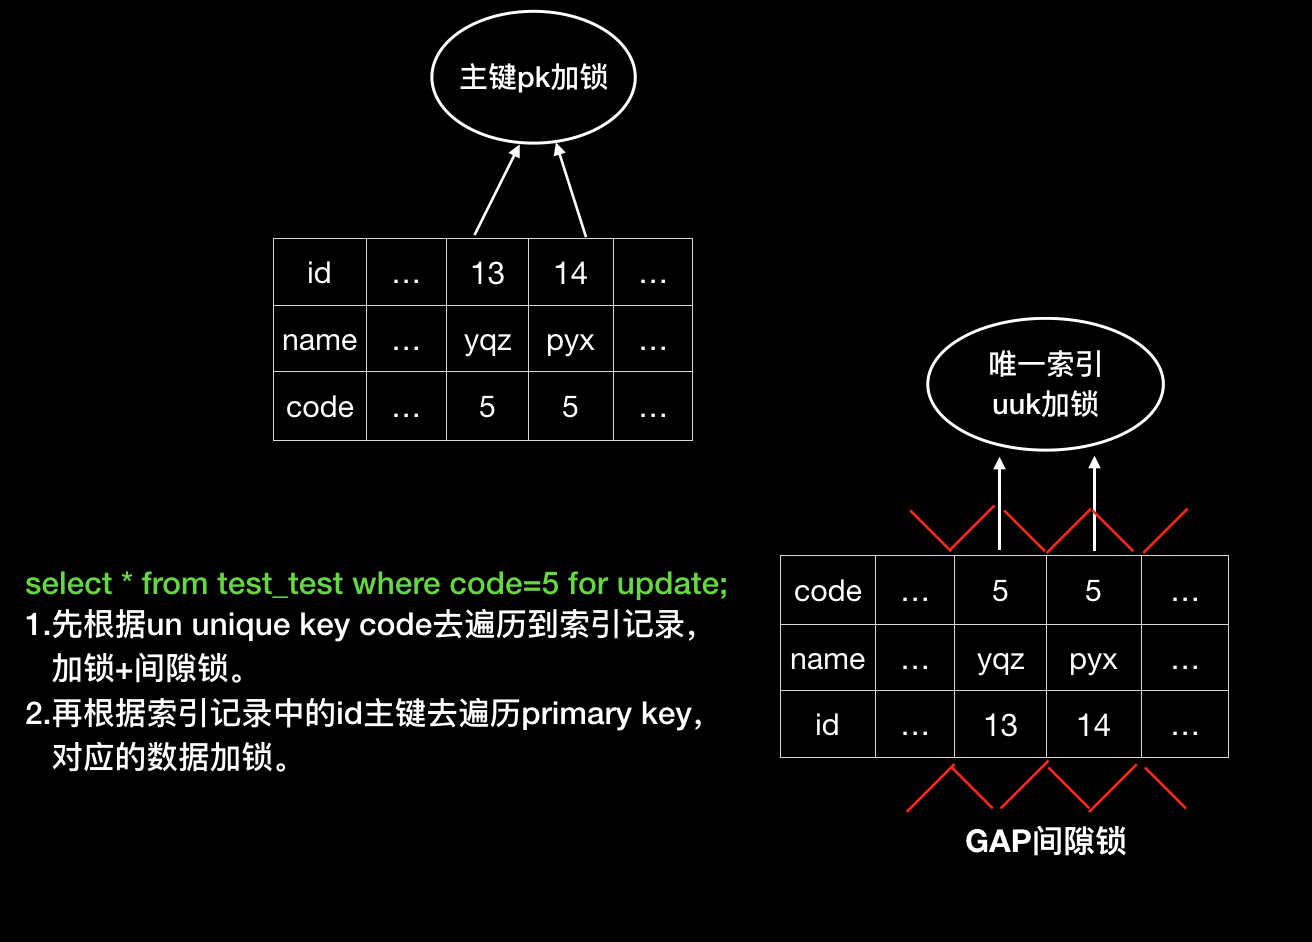 主键pk加锁
id … 13 14 …
name … yqz pyx …
code … 5 5 …
唯一索引
uuk加锁
select * from test_test where code=5 for update;
1.先根据un unique key code去遍历到索引记录，
加锁+间隙锁。
2.再根据索引记录中的id主键去遍历primary key，
对应的数据加锁。
code … 5 5 …
name … yqz pyx …
id … 13 14 …
GAP间隙锁